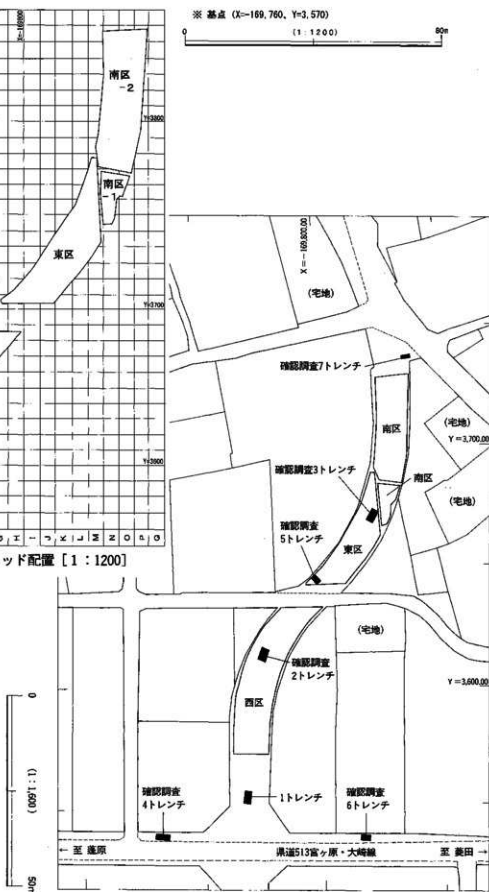 ※ 基点 (X=-169,760、Y=3,570)
0
(1:1200)
80m
X=-169800
南区
-2
Y=3800
南区
-1
東区
Y=3700
Y=3600
G H I J K L M N O P Q
ッド配置 [1:1200]
X=-169,800.00
(宅地)
確認調査7トレンチ
南区
(宅地)
Y=3,700.00
確認調査3トレンチ
南区
(宅地)
確認調査
5トレンチ
東区
(宅地)
確認調査
2トレンチ
Y=3,600.00
西区
確認調査
4トレンチ
1トレンチ
確認調査
6トレンチ
← 至 蓬原
県道513宮ヶ原・大崎線
至 菱田 →
0
(1:1,600)
50m